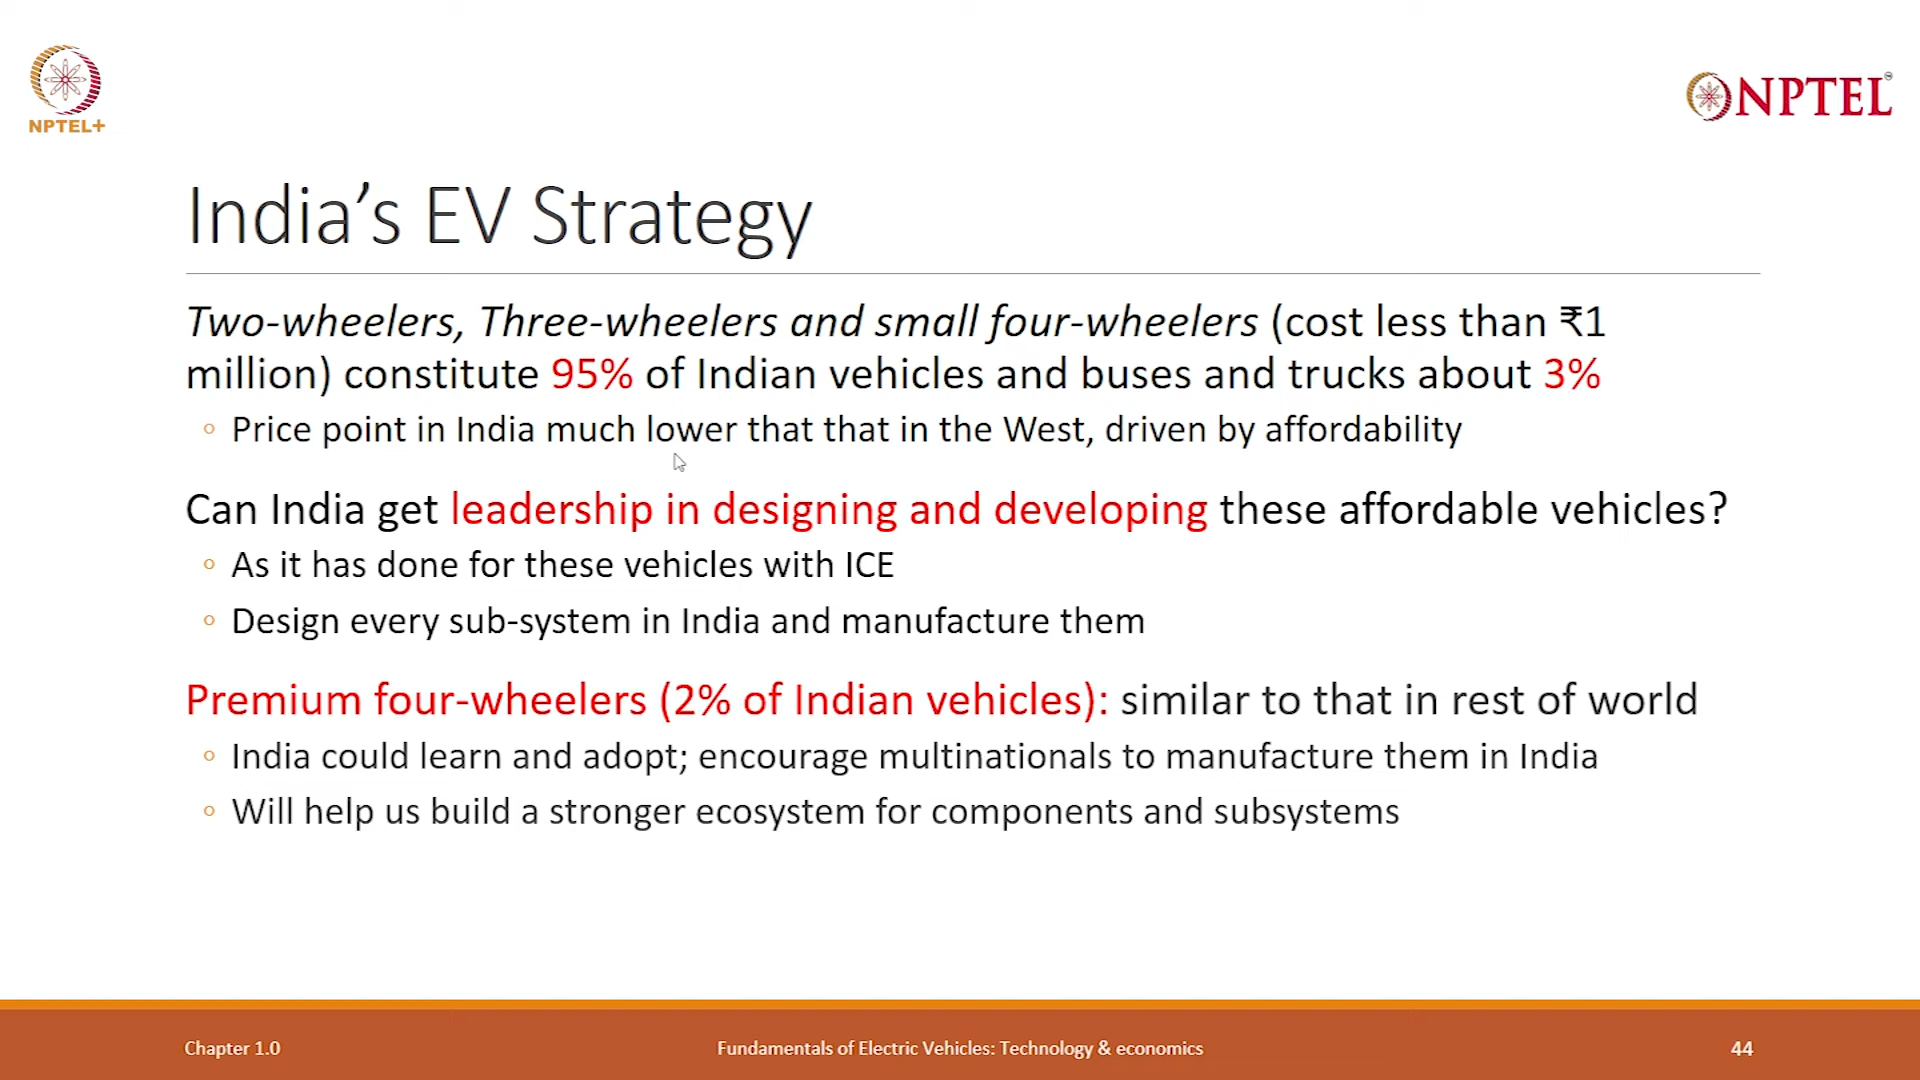 NPTEL+
NPTEL™
India’s EV Strategy
Two-wheelers, Three-wheelers and small four-wheelers (cost less than ₹1
million) constitute 95% of Indian vehicles and buses and trucks about 3%
◦ Price point in India much lower that that in the West, driven by affordability
Can India get leadership in designing and developing these affordable vehicles?
◦ As it has done for these vehicles with ICE
◦ Design every sub-system in India and manufacture them
Premium four-wheelers (2% of Indian vehicles): similar to that in rest of world
◦ India could learn and adopt; encourage multinationals to manufacture them in India
◦ Will help us build a stronger ecosystem for components and subsystems
Chapter 1.0
Fundamentals of Electric Vehicles: Technology & economics
44